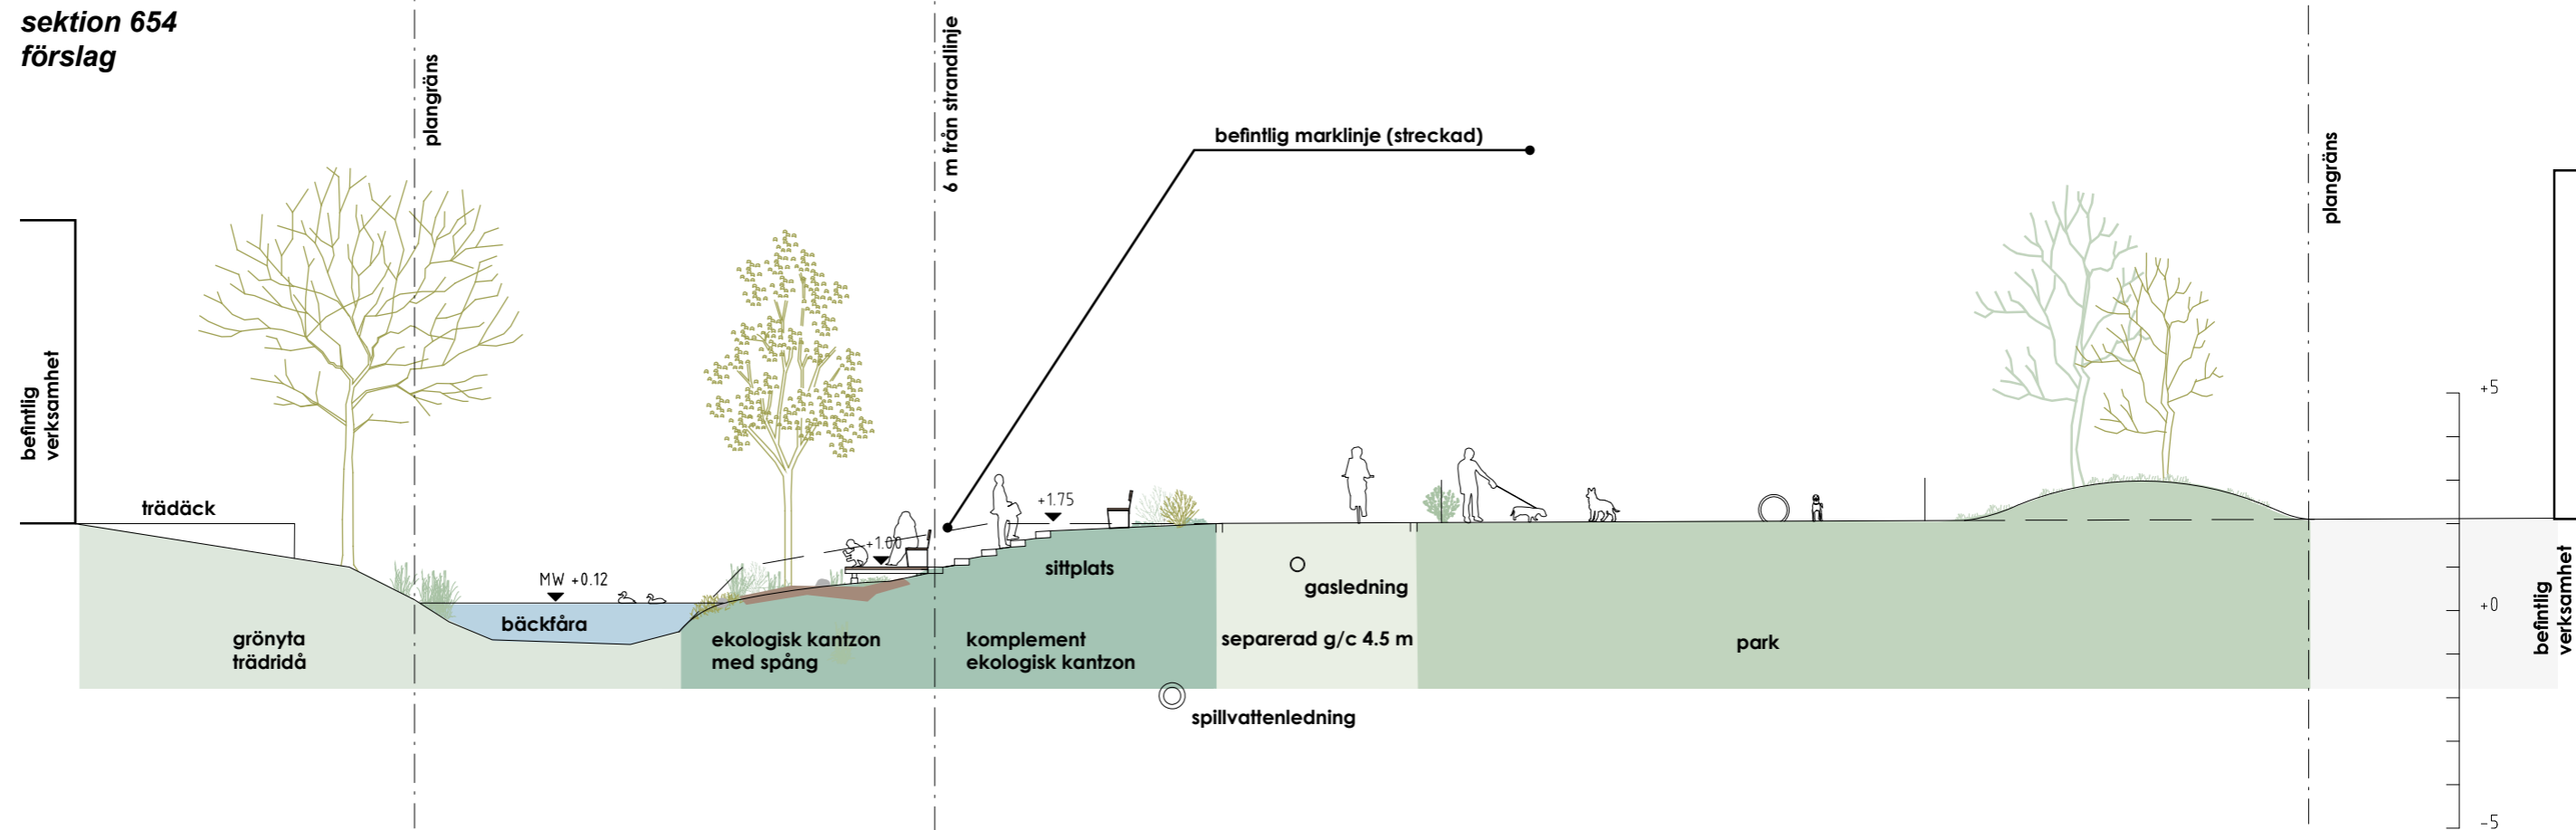 sektion 654
förslag
plangräns
6 m från strandlinje
befintlig marklinje (streckad)
plangräns
befintlig
verksamhet
trädäck
MW +0.12
+1.00
+1.75
sittplats
gasledning
bäckfåra
grönyta
trädridå
ekologisk kantzon
med spång
komplement
ekologisk kantzon
separerad g/c 4.5 m
park
spillvattenledning
+5
+0
-5
befintlig
verksamhet